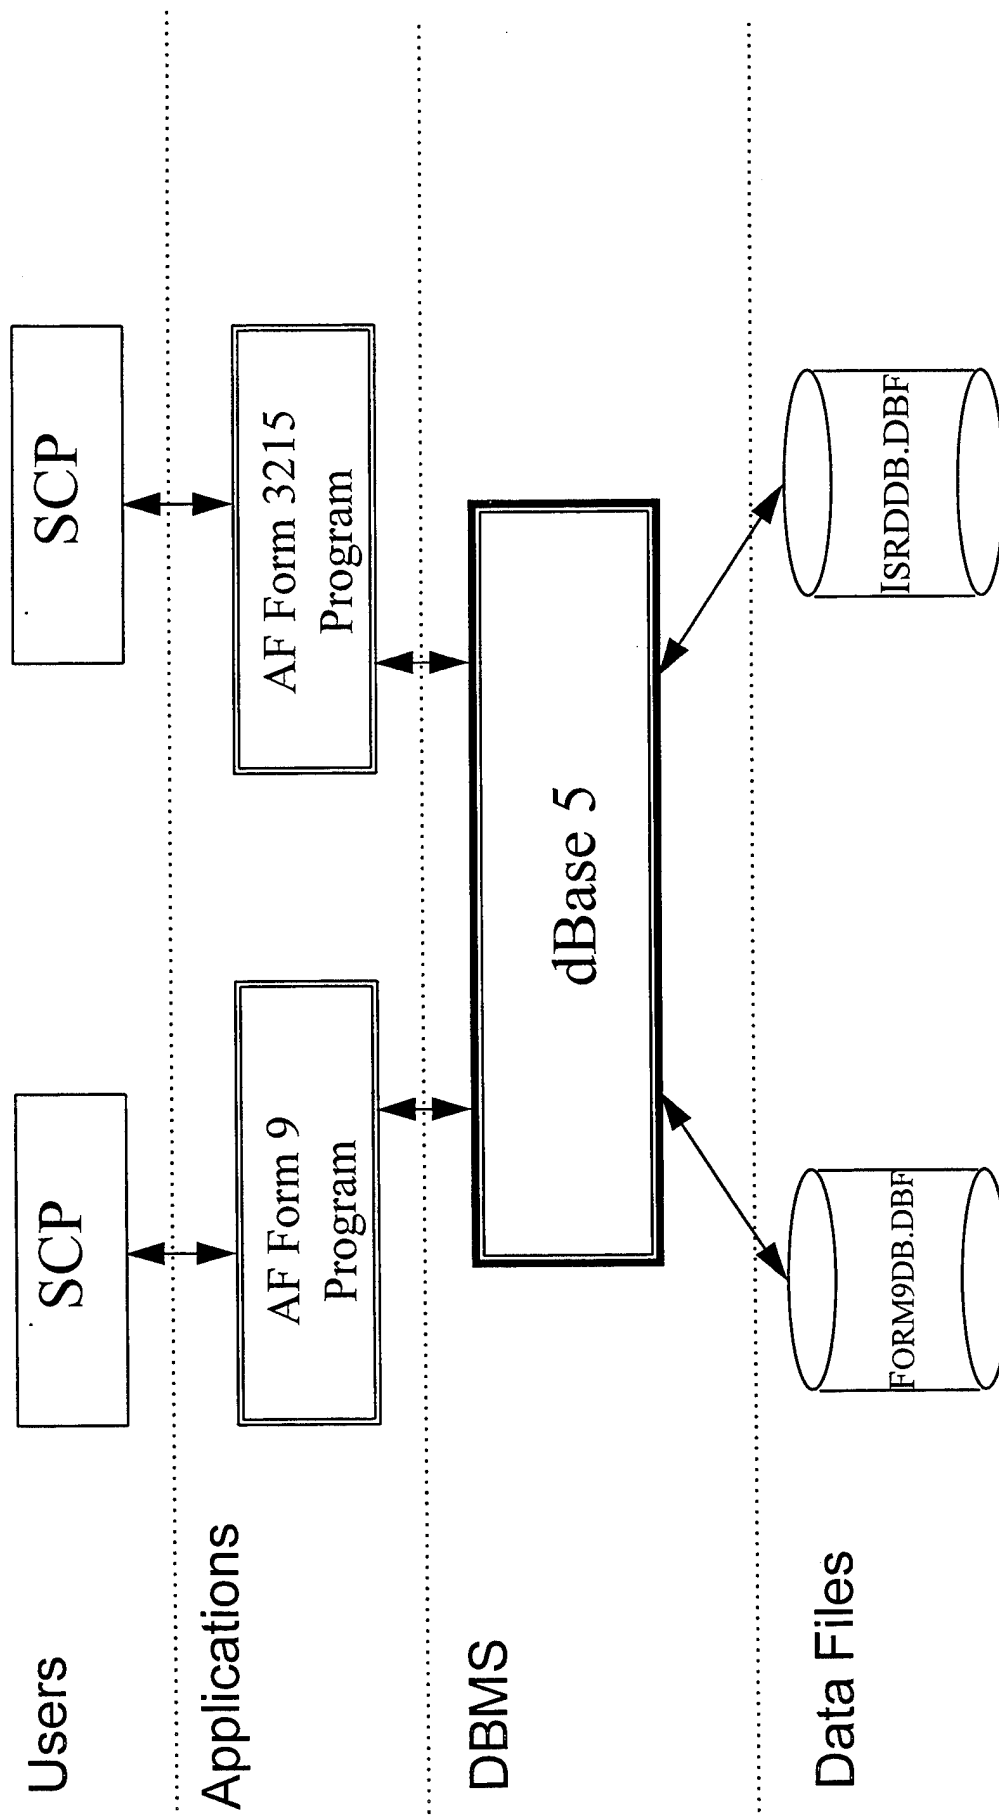 Users
SCP
SCP
Applications
AF Form 9
Program
AF Form 3215
Program
DBMS
dBase 5
Data Files
FORM9DB.DBF
ISRDDB.DBF